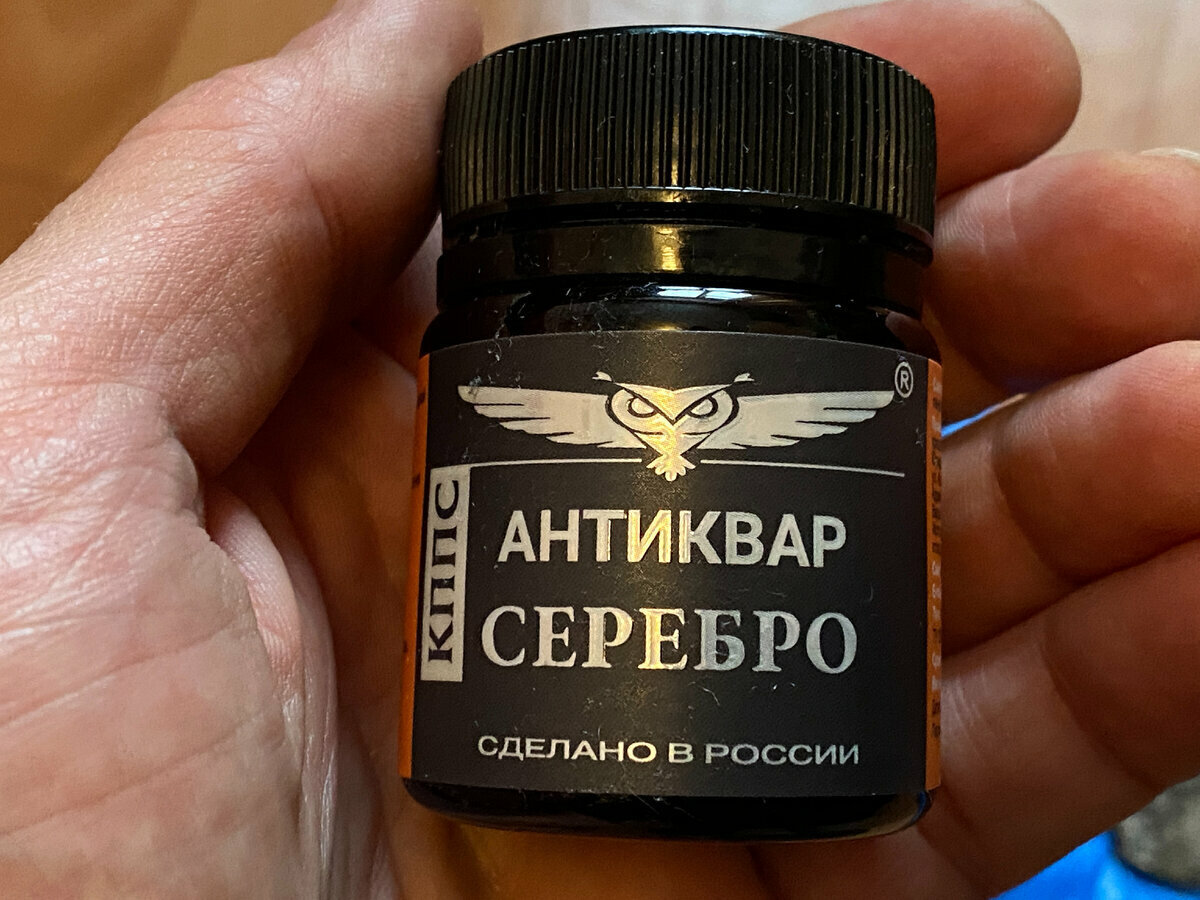 ®
КППС
АНТИКВАР
СЕРЕБРО
СДЕЛАНО В РОССИИ